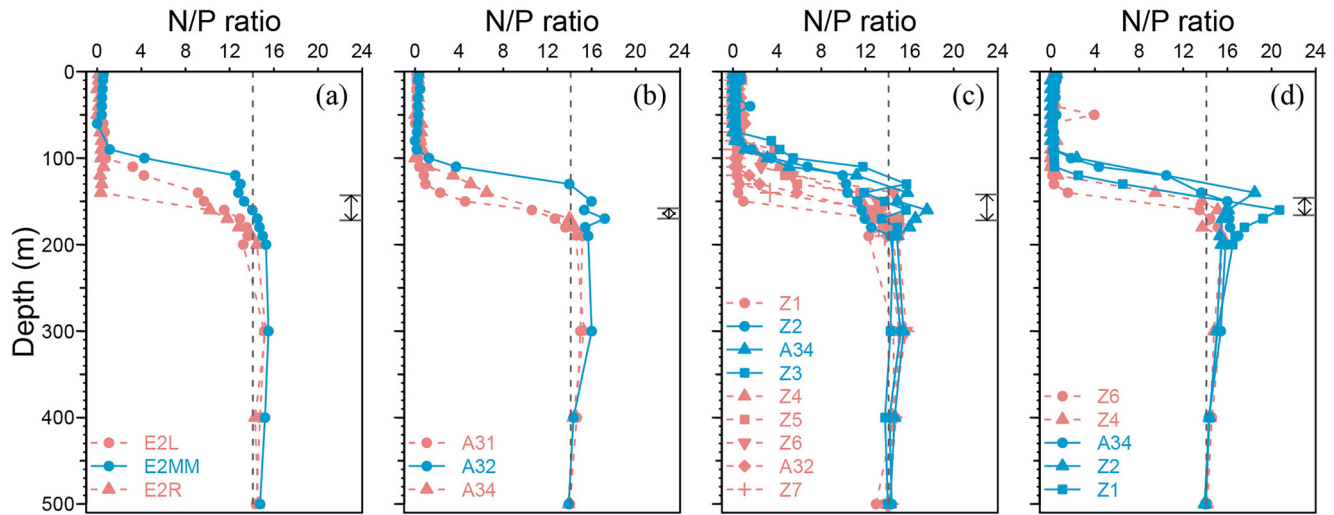 N/P ratio N/P ratio N/P ratio N/P ratio
0 4 8 12 16 20 24 0 4 8 12 16 20 24 0 4 8 12 16 20 24 0 4 8 12 16 20 24
(a) (b) (c) (d)
Depth (m)
0
100
200
300
400
500
E2L
E2MM
E2R
A31
A32
A34
Z1
Z2
A34
Z3
Z4
Z5
Z6
A32
Z7
Z6
Z4
A34
Z2
Z1